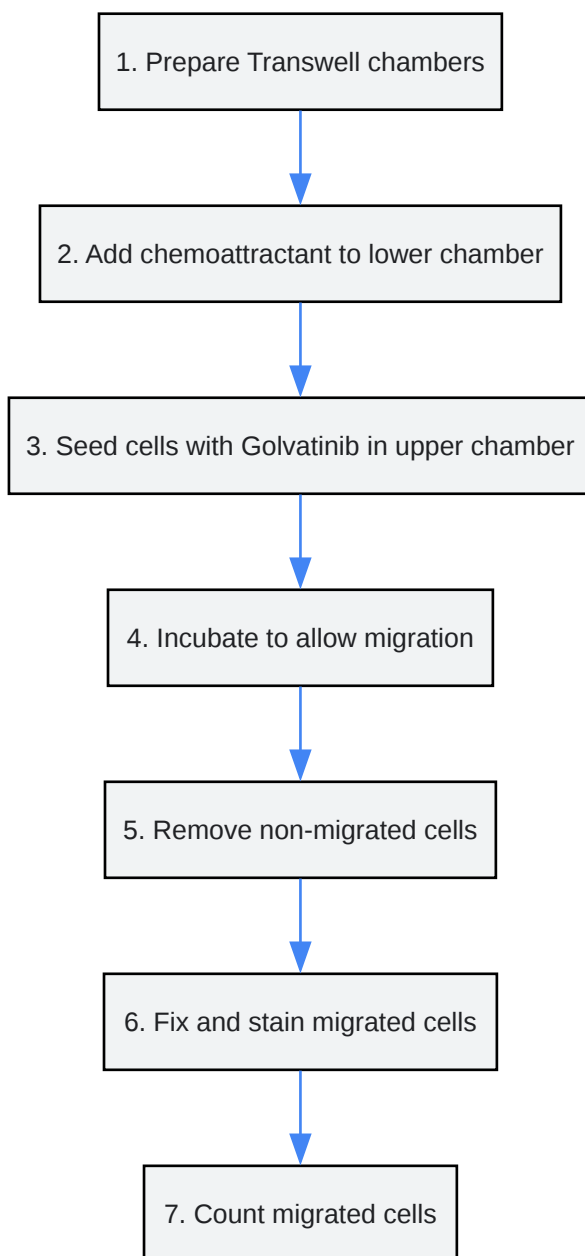 1. Prepare Transwell chambers
2. Add chemoattractant to lower chamber
3. Seed cells with Golvatinib in upper chamber
4. Incubate to allow migration
5. Remove non-migrated cells
6. Fix and stain migrated cells
7. Count migrated cells